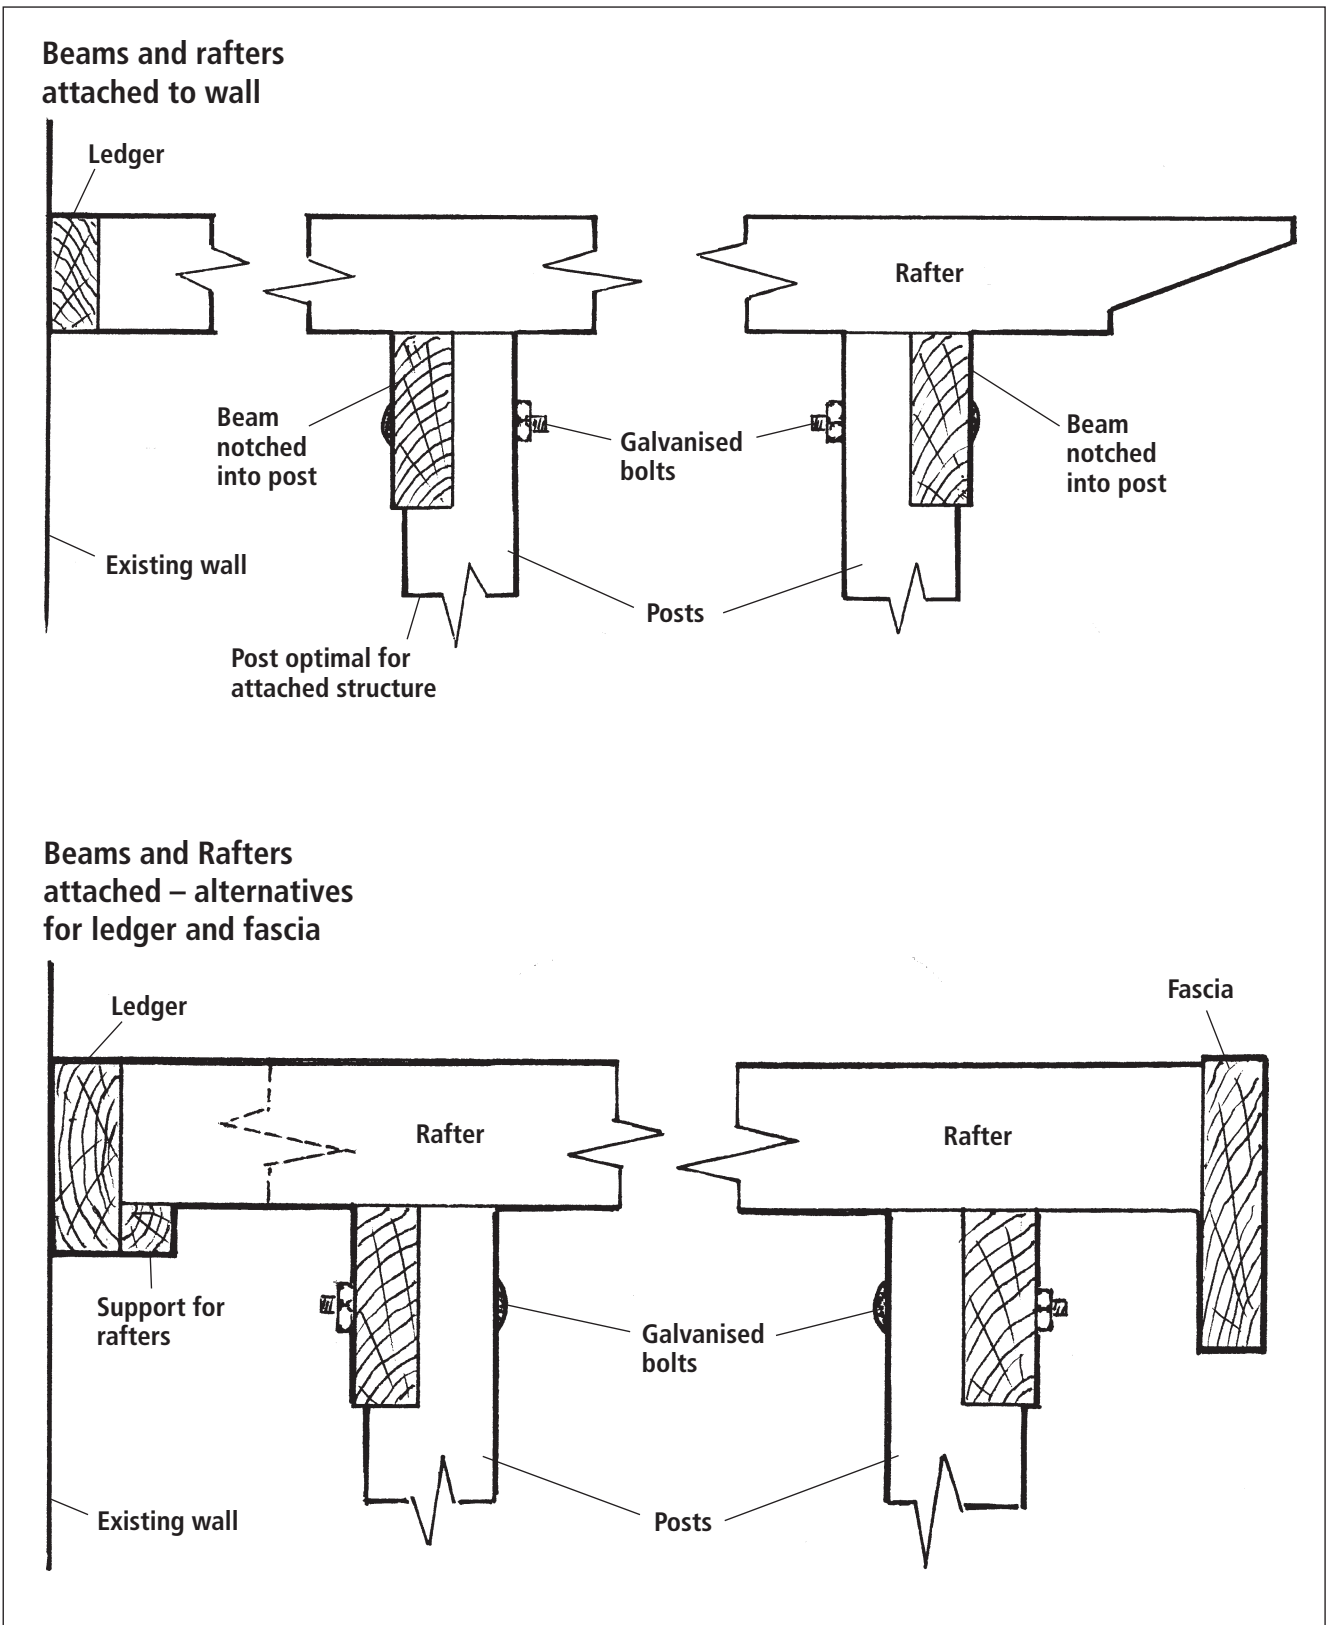 Beams and rafters
attached to wall
Ledger
Rafter
Beam
notched
into post
Galvanised
bolts
Beam
notched
into post
Existing wall
Posts
Post optimal for
attached structure
Beams and Rafters
attached – alternatives
for ledger and fascia
Fascia
Ledger
Rafter
Rafter
Support for
rafters
Galvanised
bolts
Existing wall
Posts